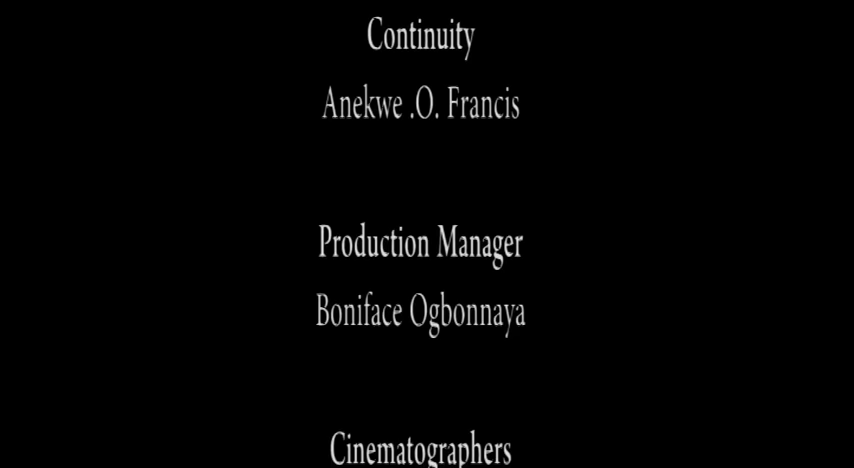 Continuity
Anekwe .O. Francis
Production Manager
Boniface Ogbonnaya
Cinematographers